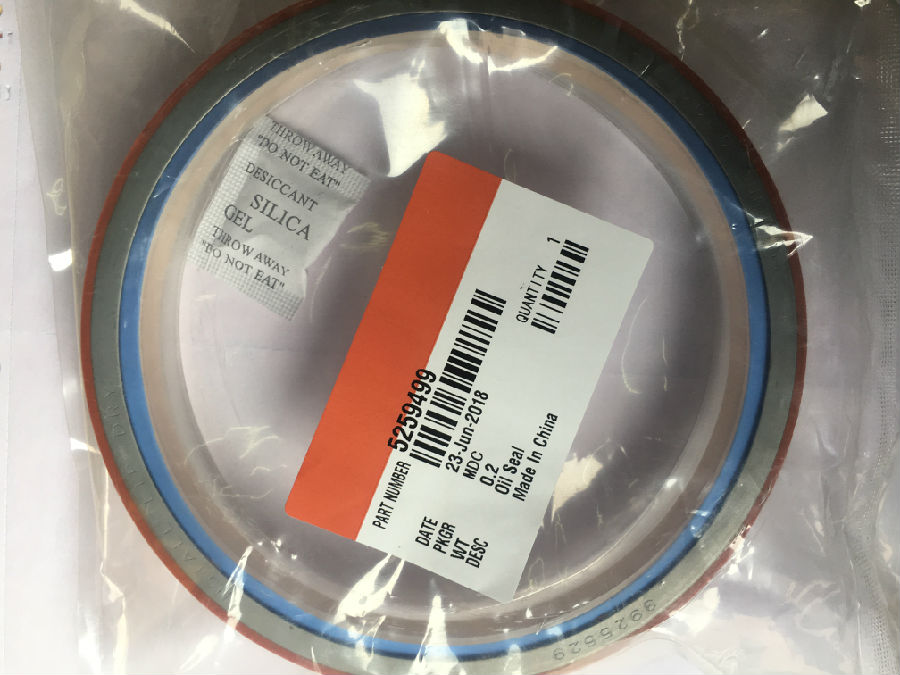 THROW AWAY
"DO NOT EAT"
DESICCANT
SILICA
GEL
THROW AWAY
"DO NOT EAT"
PART NUMBER 5259499
QUANTITY 1
DATE 23-Jun-2018
PKGR MDC
WT 0.2
DESC Oil Seal
Made In China
DRY